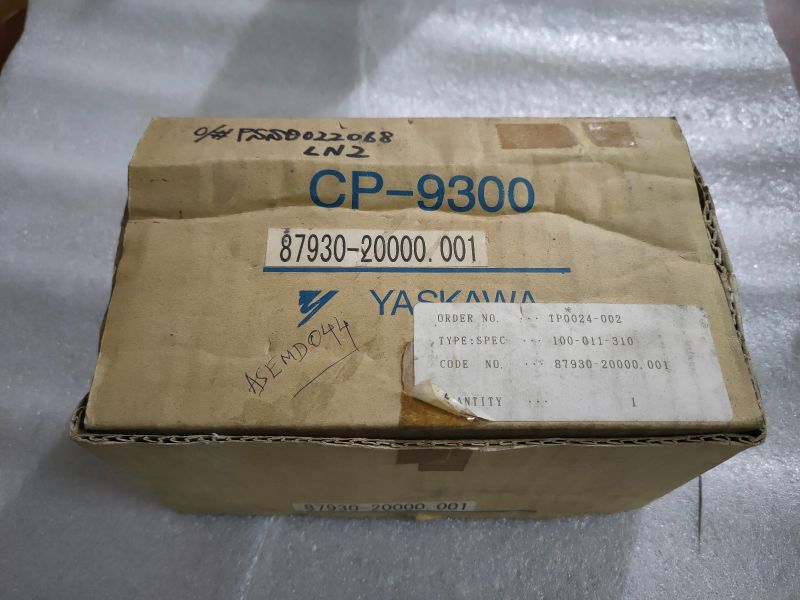 O/# PSSD022068
LN2
CP-9300
87930-20000.001
YASKAWA
ASEMD044
ORDER NO. ... TP0024-002
TYPE:SPEC ... 100-011-310
CODE NO. ... 87930-20000.001
ANTITY ... 1
87930-20000.001